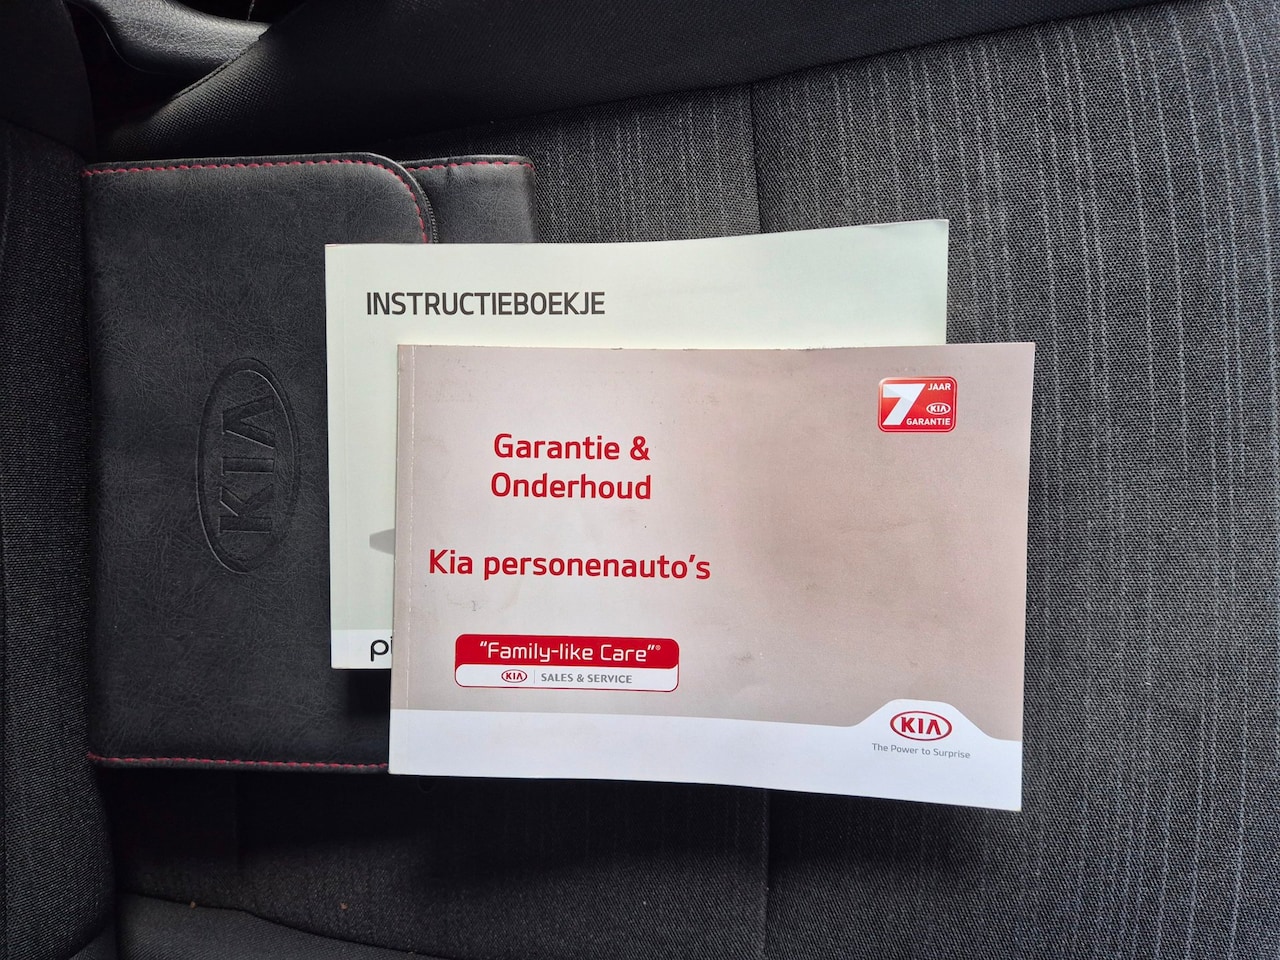 KIA
INSTRUCTIEBOEKJE
7 JAAR
KIA
GARANTIE
Garantie &
Onderhoud
Kia personenauto's
pi
"Family-like Care"®
KIA SALES & SERVICE
KIA
The Power to Surprise